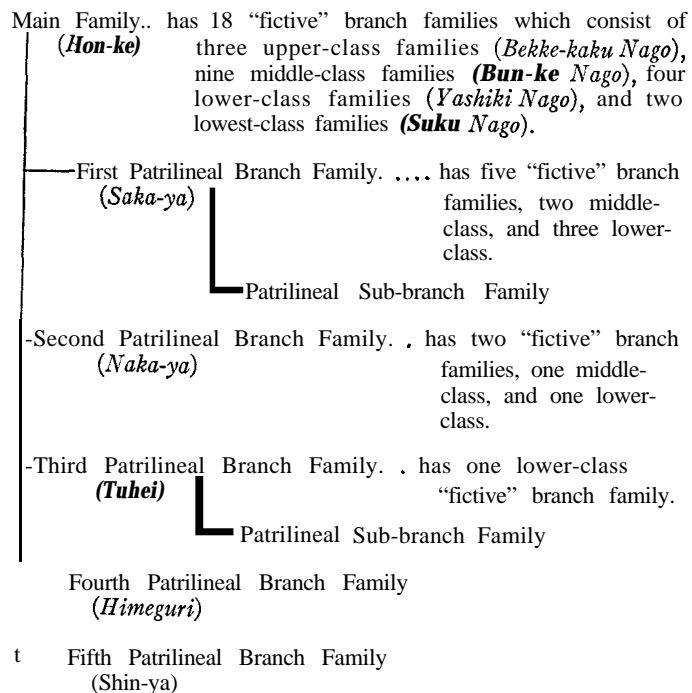 Main Family.. has 18 “fictive” branch families which consist of
(Hon-ke) three upper-class families (Bekke-kaku Nago),
nine middle-class families (Bun-ke Nago), four
lower-class families (Yashiki Nago), and two
lowest-class families (Suku Nago).
First Patrilineal Branch Family. .... has five “fictive” branch
(Saka-ya) families, two middle-
class, and three lower-
class.
Patrilineal Sub-branch Family
-Second Patrilineal Branch Family. . has two “fictive” branch
(Naka-ya) families, one middle-
class, and one lower-
class.
-Third Patrilineal Branch Family. . has one lower-class
(Tuhei) “fictive” branch family.
Patrilineal Sub-branch Family
Fourth Patrilineal Branch Family
(Himeguri)
t Fifth Patrilineal Branch Family
(Shin-ya)